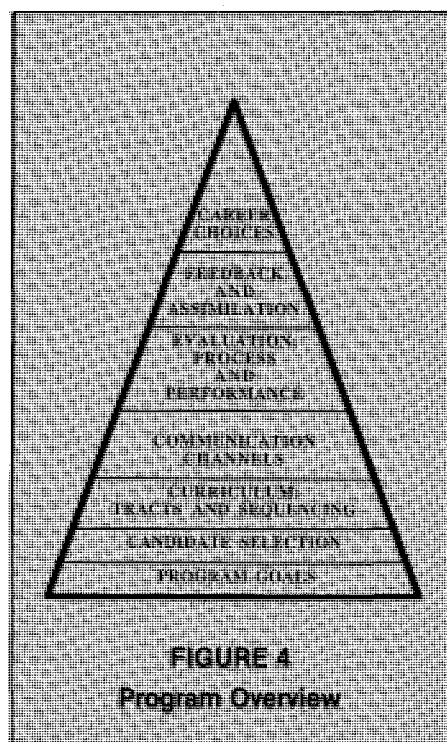 CAREER
CHOICES
FEEDBACK
AND
ASSIMILATION
EVALUATION:
PROCESS
AND
PERFORMANCE
COMMUNICATION
CHANNELS
CURRICULUM:
TRACTS AND SEQUENCING
CANDIDATE SELECTION
PROGRAM GOALS
FIGURE 4
Program Overview